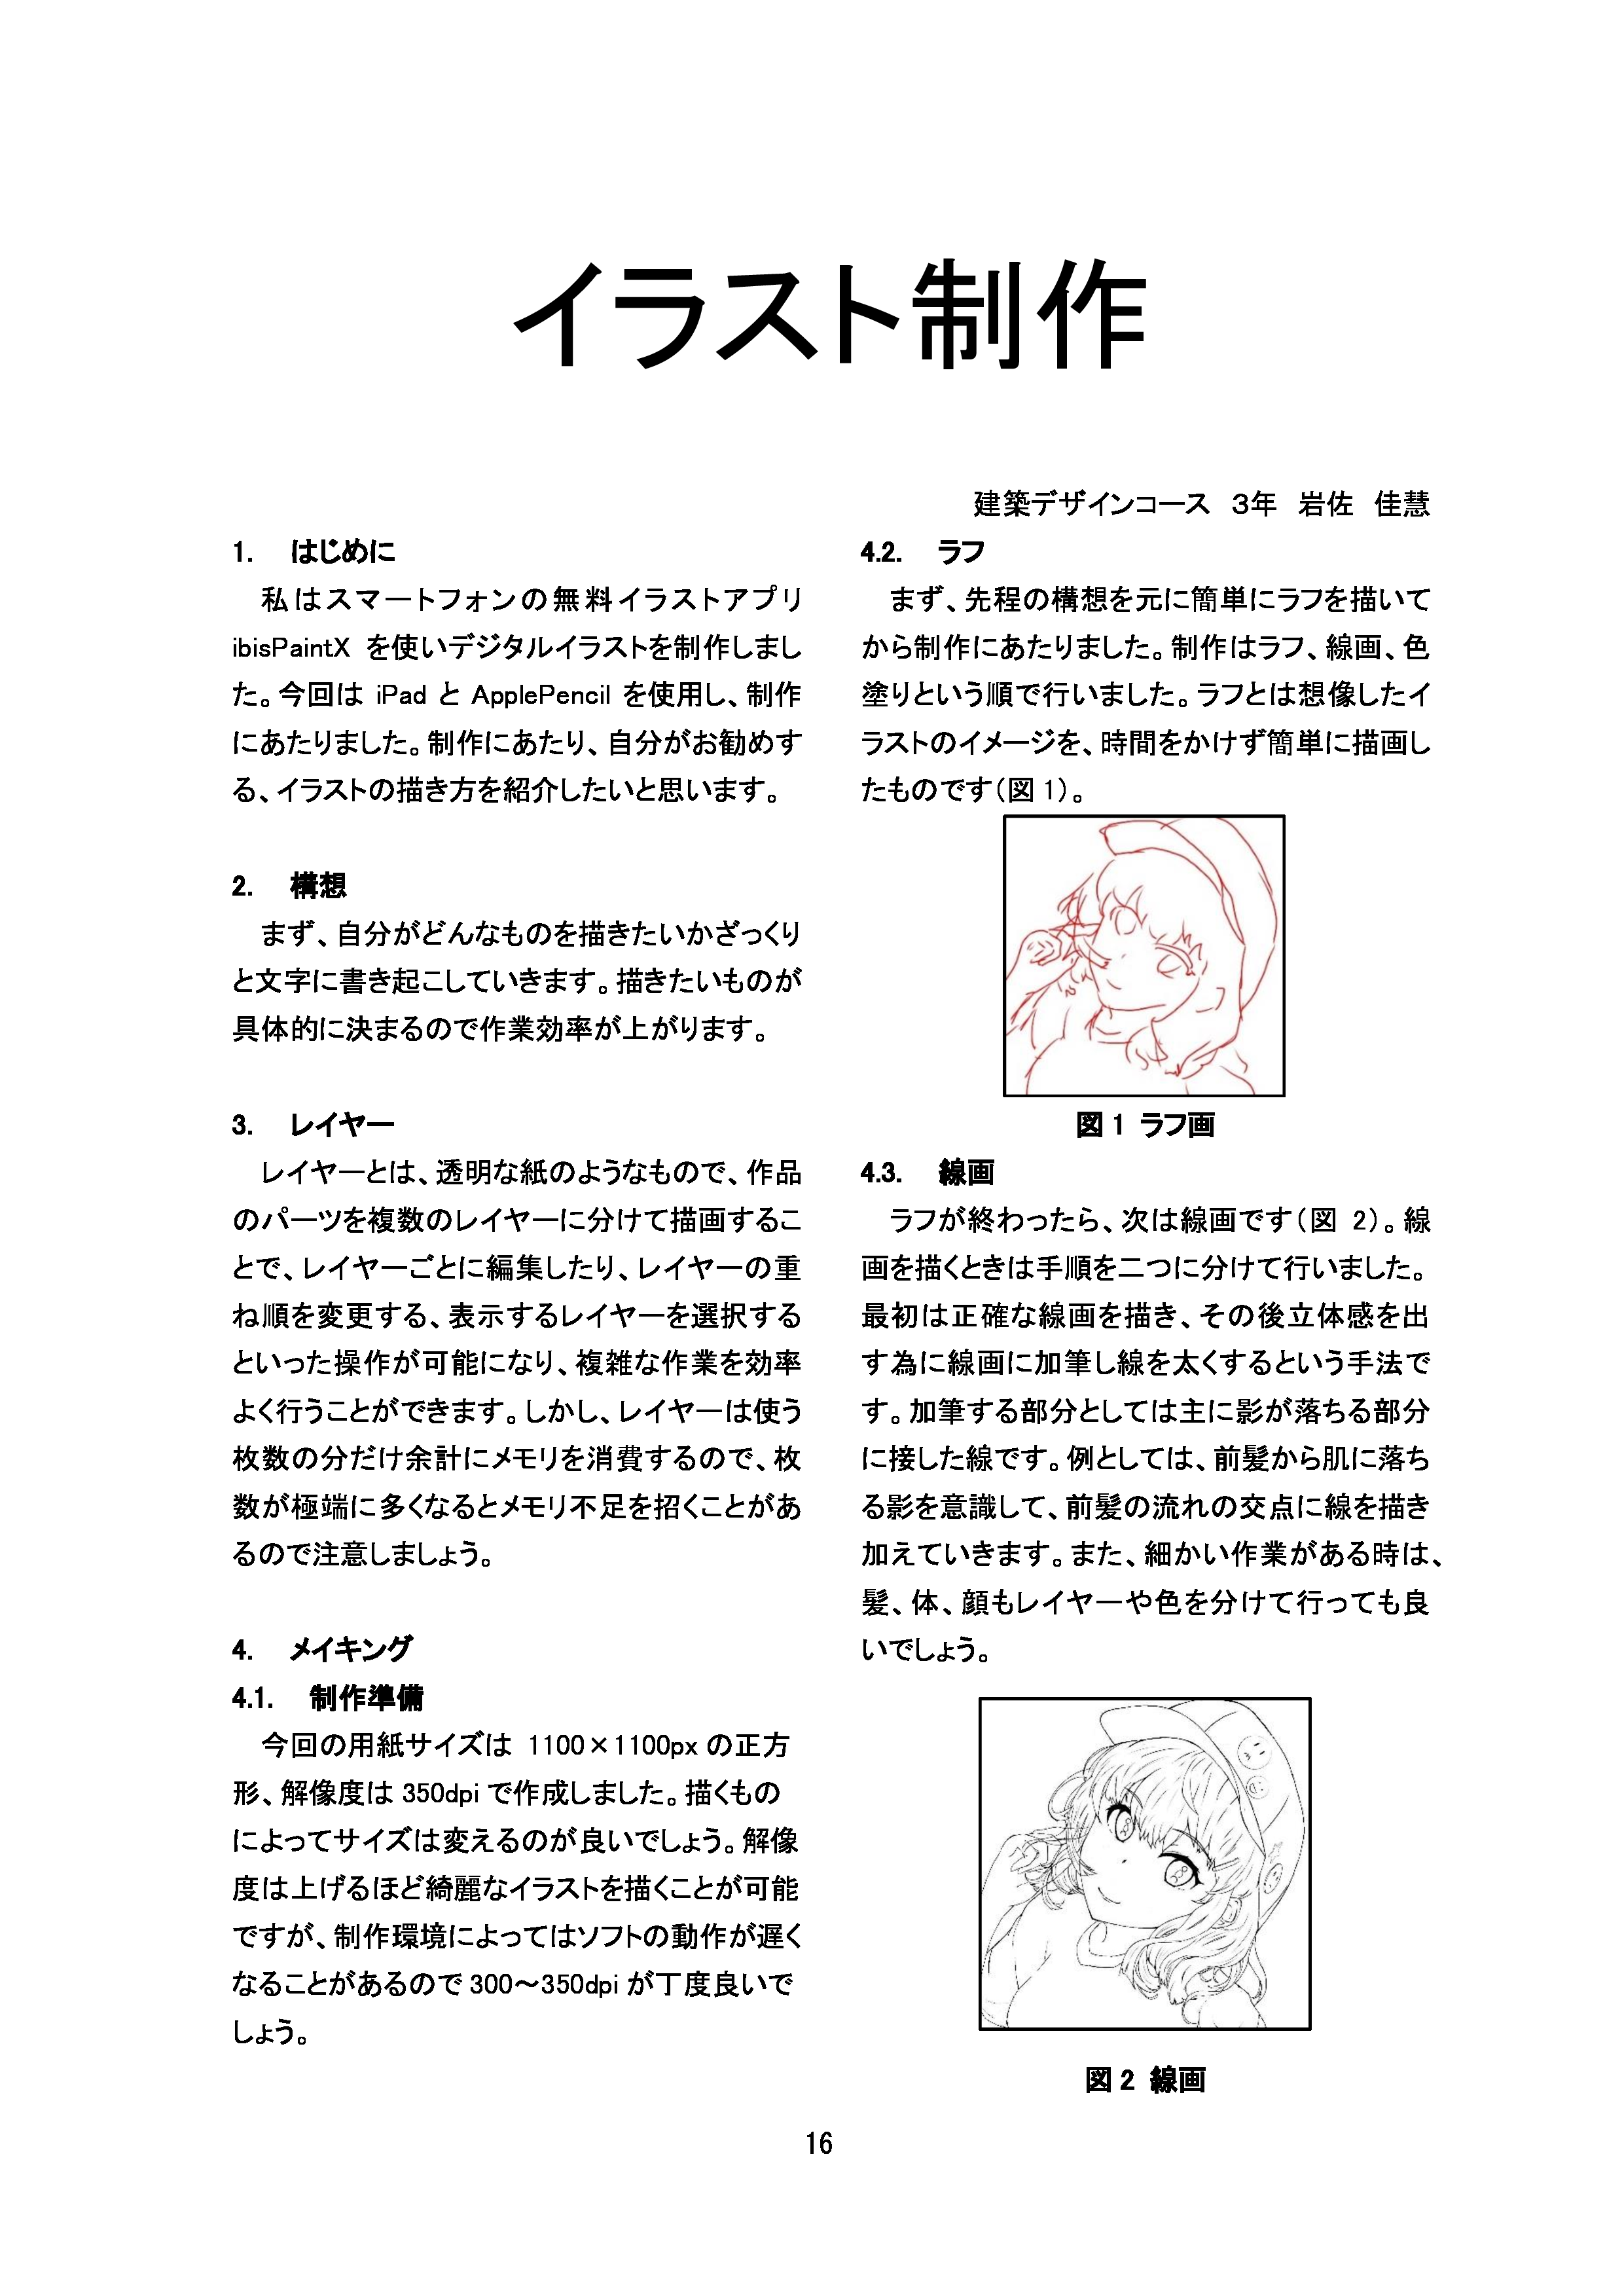 イラスト制作
建築デザインコース 3年 岩佐 佳慧
1. はじめに
私はスマートフォンの無料イラストアプリ
ibisPaintX を使いデジタルイラストを制作しまし
た。今回は iPad と ApplePencil を使用し、制作
にあたりました。制作にあたり、自分がお勧めす
る、イラストの描き方を紹介したいと思います。
2. 構想
まず、自分がどんなものを描きたいかざっくり
と文字に書き起こしていきます。描きたいものが
具体的に決まるので作業効率が上がります。
3. レイヤー
レイヤーとは、透明な紙のようなもので、作品
のパーツを複数のレイヤーに分けて描画するこ
とで、レイヤーごとに編集したり、レイヤーの重
ね順を変更する、表示するレイヤーを選択する
といった操作が可能になり、複雑な作業を効率
よく行うことができます。しかし、レイヤーは使う
枚数の分だけ余計にメモリを消費するので、枚
数が極端に多くなるとメモリ不足を招くことがあ
るので注意しましょう。
4. メイキング
4.1. 制作準備
今回の用紙サイズは 1100×1100px の正方
形、解像度は 350dpi で作成しました。描くもの
によってサイズは変えるのが良いでしょう。解像
度は上げるほど綺麗なイラストを描くことが可能
ですが、制作環境によってはソフトの動作が遅く
なることがあるので 300～350dpi が丁度良いで
しょう。
4.2. ラフ
まず、先程の構想を元に簡単にラフを描いて
から制作にあたりました。制作はラフ、線画、色
塗りという順で行いました。ラフとは想像したイ
ラストのイメージを、時間をかけず簡単に描画し
たものです（図 1）。
図 1 ラフ画
4.3. 線画
ラフが終わったら、次は線画です（図 2）。線
画を描くときは手順を二つに分けて行いました。
最初は正確な線画を描き、その後立体感を出
す為に線画に加筆し線を太くするという手法で
す。加筆する部分としては主に影が落ちる部分
に接した線です。例としては、前髪から肌に落ち
る影を意識して、前髪の流れの交点に線を描き
加えていきます。また、細かい作業がある時は、
髪、体、顔もレイヤーや色を分けて行っても良
いでしょう。
図 2 線画
16